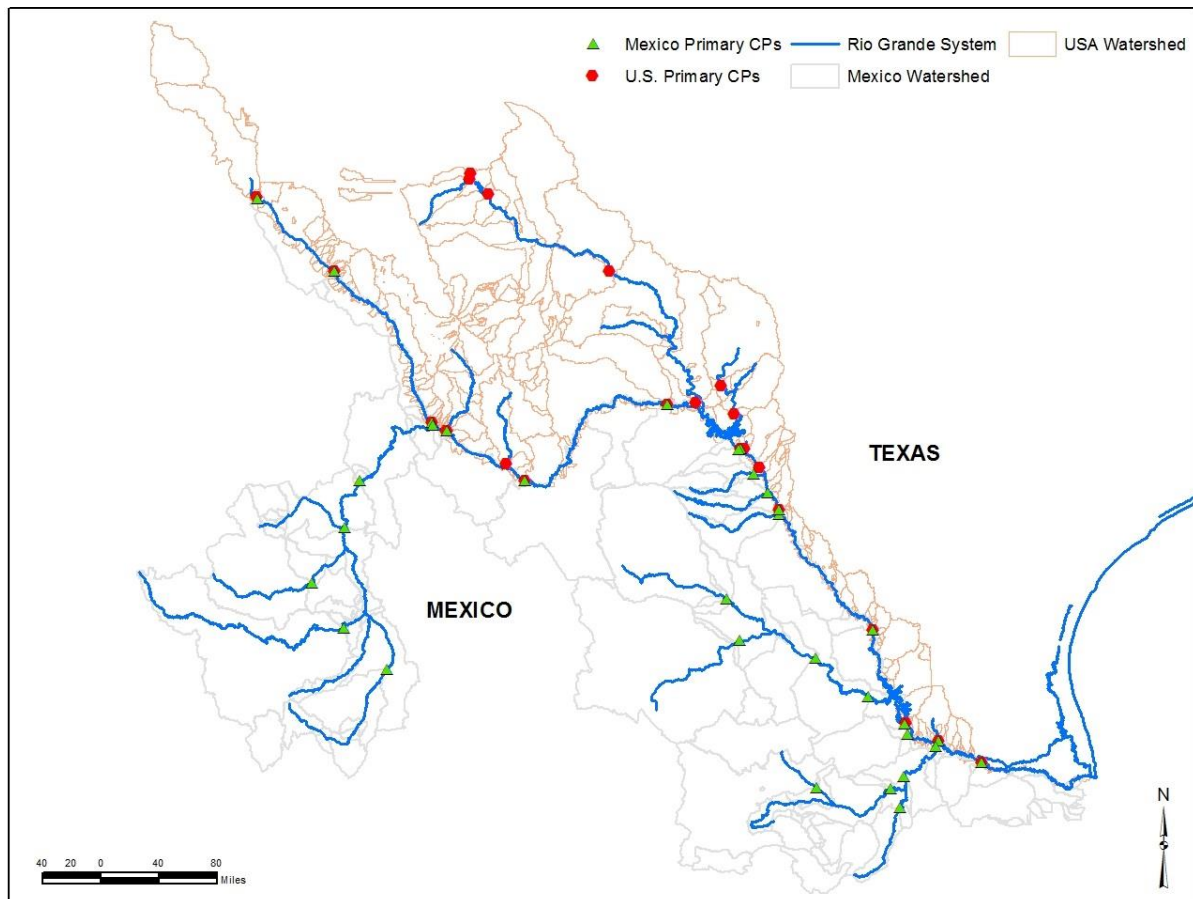 Mexico Primary CPs Rio Grande System USA Watershed
U.S. Primary CPs Mexico Watershed
TEXAS
MEXICO
N
40 20 0 40 80
Miles